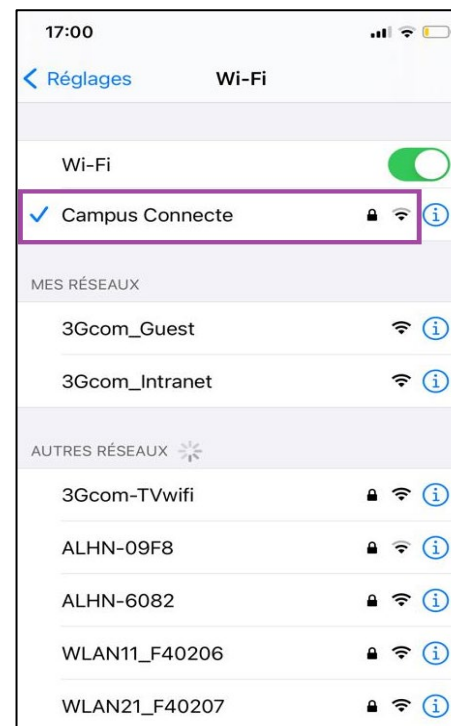 17:00
Réglages Wi-Fi
Wi-Fi
Campus Connecte
MES RÉSEAUX
3Gcom_Guest
3Gcom_Intranet
AUTRES RÉSEAUX
3Gcom-TVwifi
ALHN-09F8
ALHN-6082
WLAN11_F40206
WLAN21_F40207